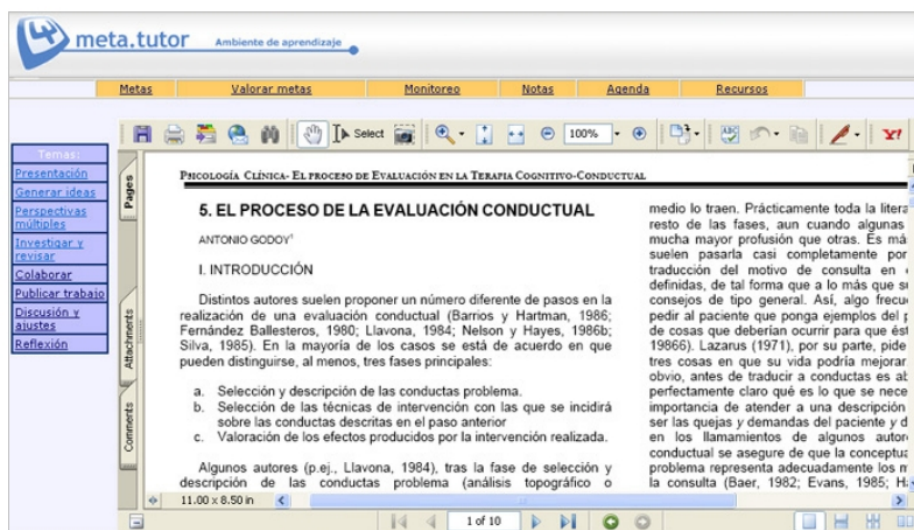 meta.tutor Ambiente de aprendizaje
Metas Valorar metas Monitoreo Notas Agenda Recursos
Select 100% Y!
Temas:
Presentación
Generar ideas
Perspectivas
múltiples
Investigar y
revisar
Colaborar
Publicar trabajo
Discusión y
ajustes
Reflexión
Pages
Attachments
Comments
PSICOLOGÍA CLÍNICA- EL PROCESO DE EVALUACIÓN EN LA TERAPIA COGNITIVO-CONDUCTUAL
5. EL PROCESO DE LA EVALUACIÓN CONDUCTUAL
ANTONIO GODOY¹
I. INTRODUCCIÓN
Distintos autores suelen proponer un número diferente de pasos en la
realización de una evaluación conductual (Barrios y Hartman, 1986;
Fernández Ballesteros, 1980; Llavona, 1984; Nelson y Hayes, 1986b;
Silva, 1985). En la mayoría de los casos se está de acuerdo en que
pueden distinguirse, al menos, tres fases principales:
a. Selección y descripción de las conductas problema.
b. Selección de las técnicas de intervención con las que se incidirá
sobre las conductas descritas en el paso anterior
c. Valoración de los efectos producidos por la intervención realizada.
Algunos autores (p.ej., Llavona, 1984), tras la fase de selección y
descripción de las conductas problema (análisis topográfico o
medio lo traen. Prácticamente toda la litera
resto de las fases, aun cuando algunas
mucha mayor profusión que otras. Es má
suelen pasarla casi completamente por
traducción del motivo de consulta en
definidas, de tal forma que a lo más que s
consejos de tipo general. Así, algo frecu
pedir al paciente que ponga ejemplos del p
de cosas que deberían ocurrir para que ést
19866). Lazarus (1971), por su parte, pide
tres cosas en que su vida podría mejorar.
obvio, antes de traducir a conductas es ab
perfectamente claro qué es lo que se nece
importancia de atender a una descripción
ser las quejas y demandas del paciente y d
en los llamamientos de algunos autor
conductual se asegure de que la conceptua
problema representa adecuadamente los m
la consulta (Baer, 1982; Evans, 1985; H
11.00 x 8.50 in
1 of 10